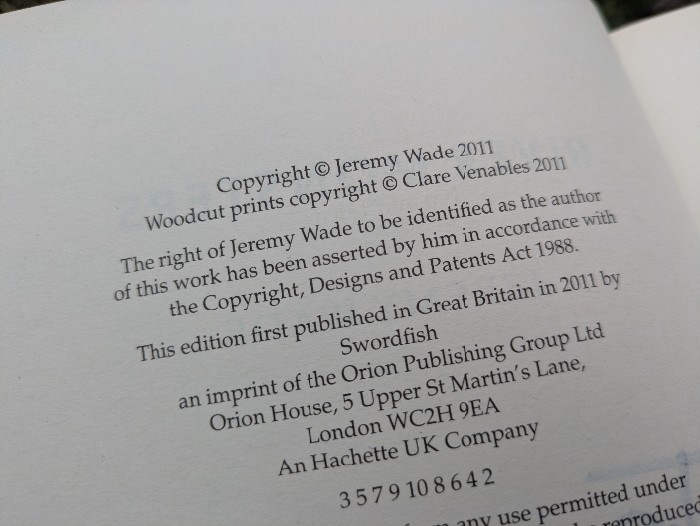 Copyright © Jeremy Wade 2011
Woodcut prints copyright © Clare Venables 2011
The right of Jeremy Wade to be identified as the author
of this work has been asserted by him in accordance with
the Copyright, Designs and Patents Act 1988.
This edition first published in Great Britain in 2011 by
Swordfish
an imprint of the Orion Publishing Group Ltd
Orion House, 5 Upper St Martin's Lane,
London WC2H 9EA
An Hachette UK Company
3 5 7 9 10 8 6 4 2
any use permitted under
reproduced